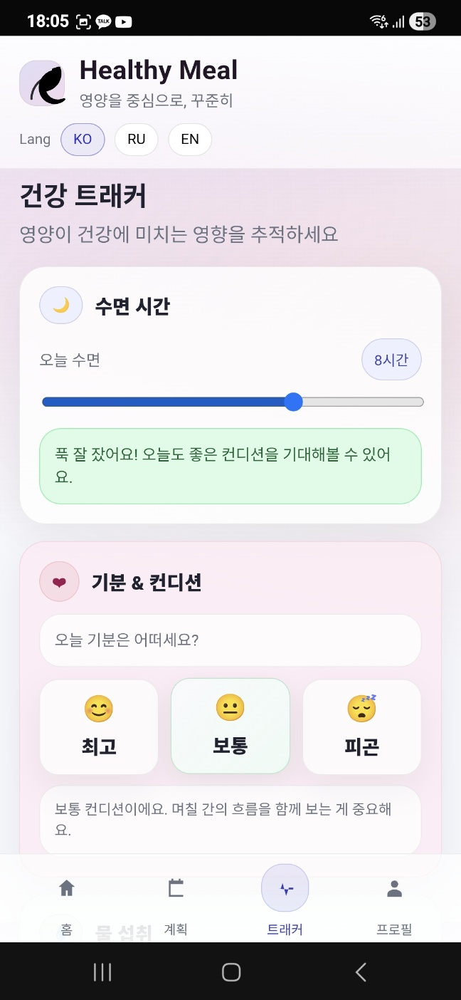 18:05
TALK
6
53
Healthy Meal
영양을 중심으로, 꾸준히
Lang KO RU EN
건강 트래커
영양이 건강에 미치는 영향을 추적하세요
수면 시간
오늘 수면 8시간
푹 잘 잤어요! 오늘도 좋은 컨디션을 기대해볼 수 있어
요.
기분 & 컨디션
오늘 기분은 어떠세요?
최고 보통 피곤
보통 컨디션이에요. 며칠 간의 흐름을 함께 보는 게 중요해
요.
물 섭취
홈 계획 트래커 프로필